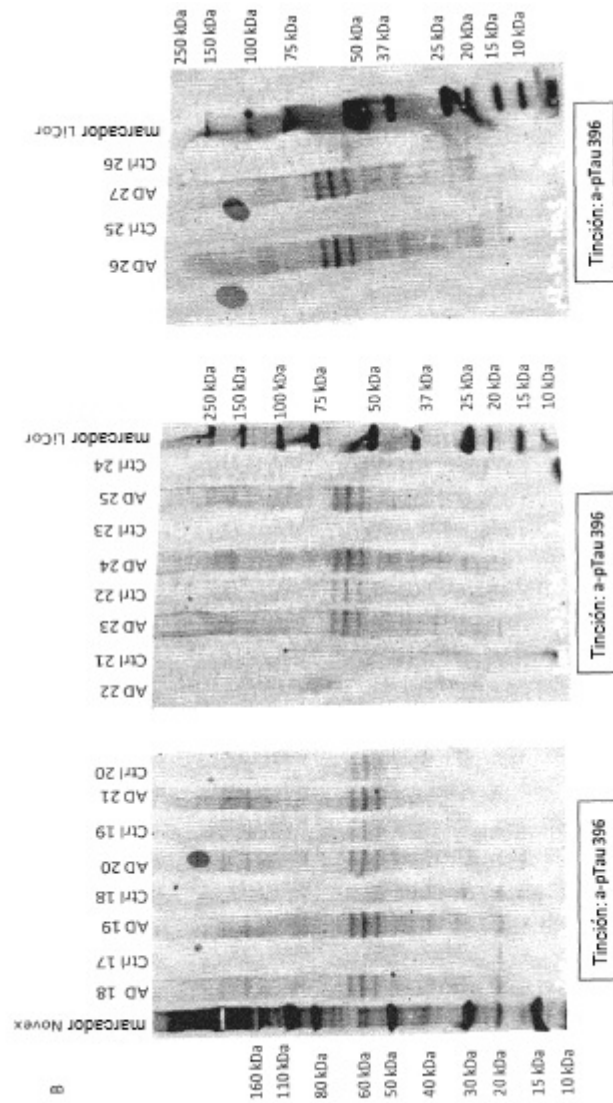 B
marcador Novex
AD 18
Ctrl 17
AD 19
Ctrl 18
AD 20
Ctrl 19
AD 21
Ctrl 20
160 kDa
110 kDa
80 kDa
60 kDa
50 kDa
40 kDa
30 kDa
20 kDa
15 kDa
10 kDa
Tinción: a-pTau 396
AD 22
Ctrl 21
AD 23
Ctrl 22
AD 24
Ctrl 23
AD 25
Ctrl 24
marcador LiCor
250 kDa
150 kDa
100 kDa
75 kDa
50 kDa
37 kDa
25 kDa
20 kDa
15 kDa
10 kDa
Tinción: a-pTau 396
AD 26
Ctrl 25
AD 27
Ctrl 26
marcador LiCor
250 kDa
150 kDa
100 kDa
75 kDa
50 kDa
37 kDa
25 kDa
20 kDa
15 kDa
10 kDa
Tinción: a-pTau 396